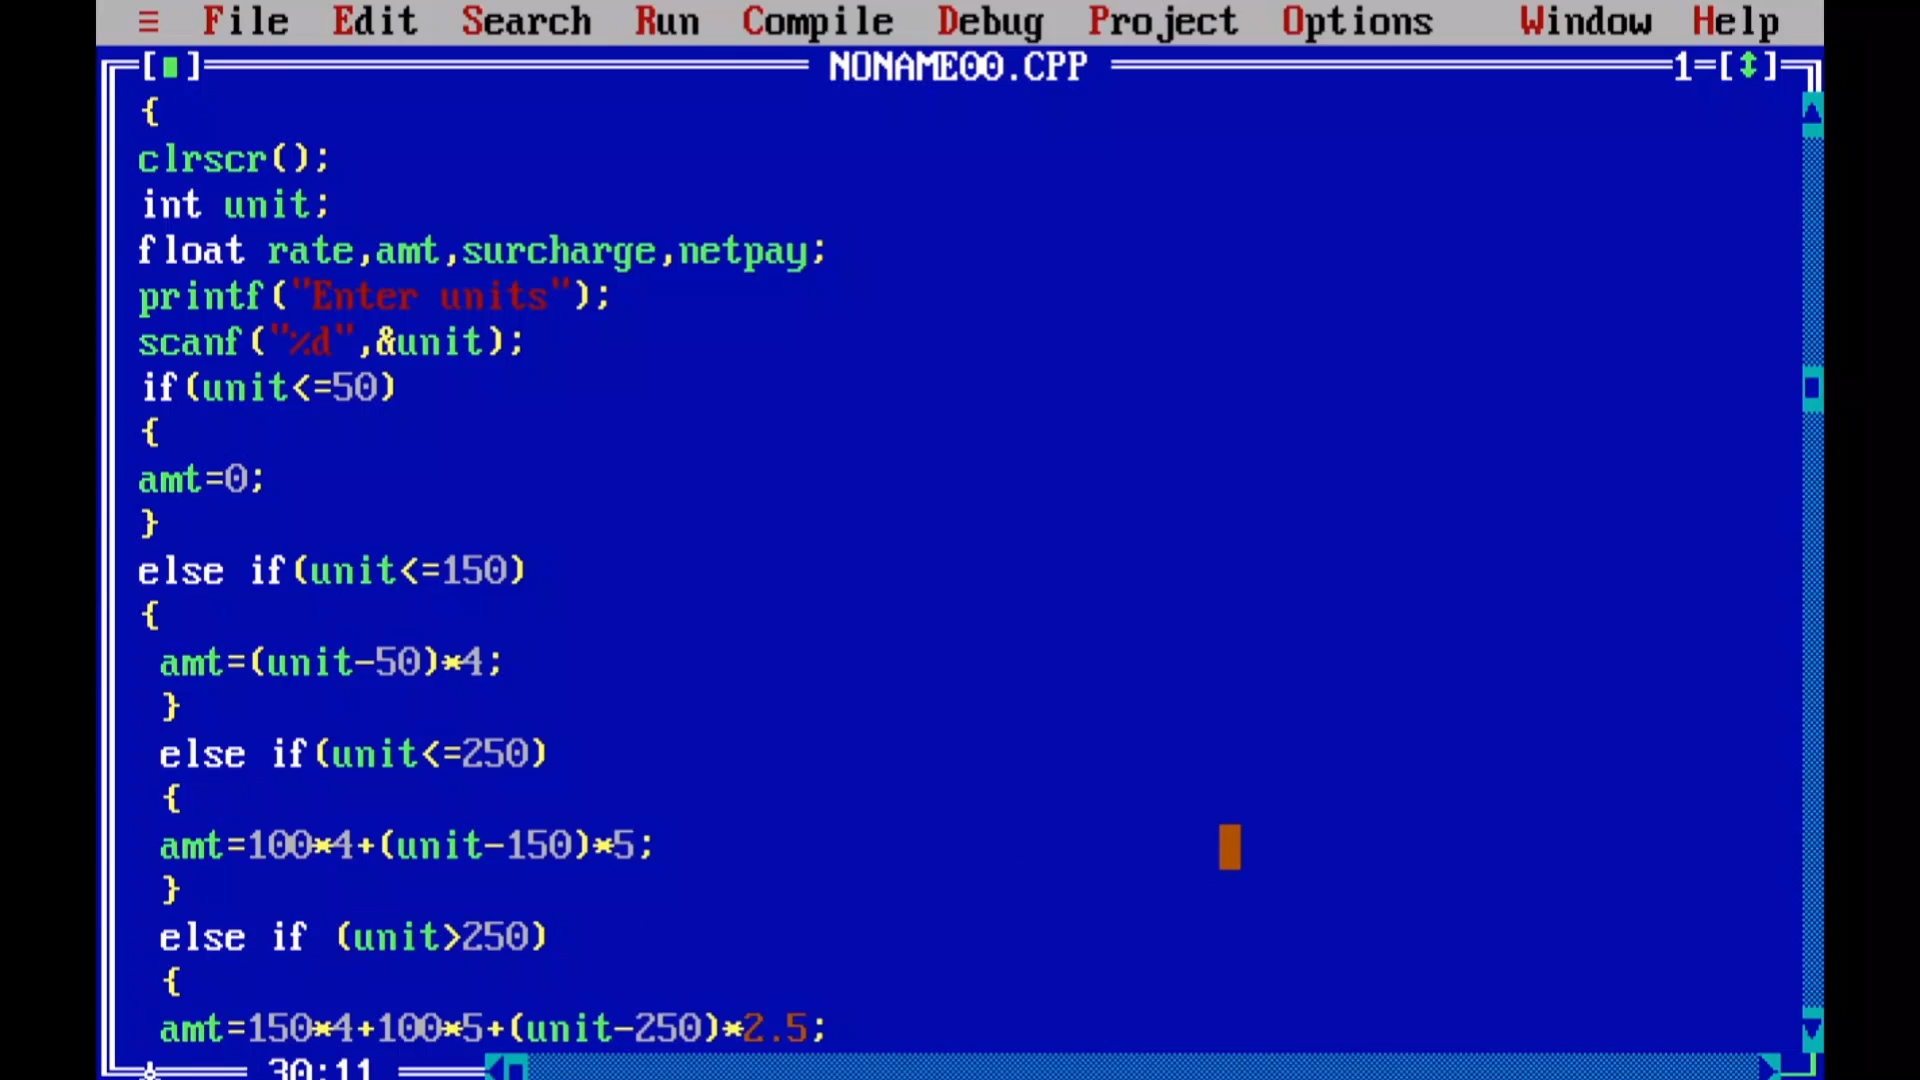 ≡ File Edit Search Run Compile Debug Project Options Window Help
[■] NONAME00.CPP 1=[↕]
{
clrscr();
int unit;
float rate,amt,surcharge,netpay;
printf("Enter units");
scanf("%d",&unit);
if(unit<=50)
{
amt=0;
}
else if(unit<=150)
{
amt=(unit-50)*4;
}
else if(unit<=250)
{
amt=100*4+(unit-150)*5;
}
else if (unit>250)
{
amt=150*4+100*5+(unit-250)*2.5;
30:11